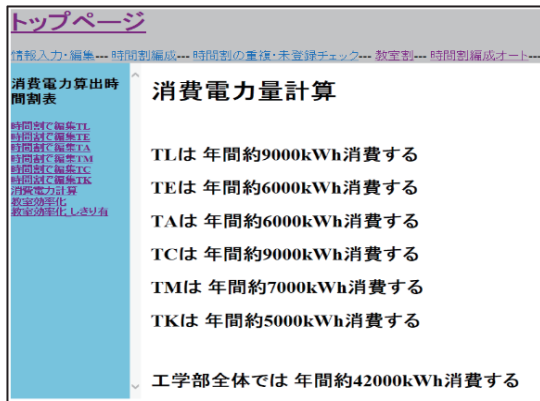 トップページ
情報入力・編集--- 時間割編成--- 時間割の重複・未登録チェック--- 教室割--- 時間割編成オート---
消費電力算出時
間割表
時間割で編集TL
時間割で編集TE
時間割で編集TA
時間割で編集TM
時間割で編集TC
時間割で編集TK
消費電力計算
教室効率化
教室効率化_しきり有
消費電力量計算
TLは 年間約9000kWh消費する
TEは 年間約6000kWh消費する
TAは 年間約6000kWh消費する
TCは 年間約9000kWh消費する
TMは 年間約7000kWh消費する
TKは 年間約5000kWh消費する
工学部全体では 年間約42000kWh消費する